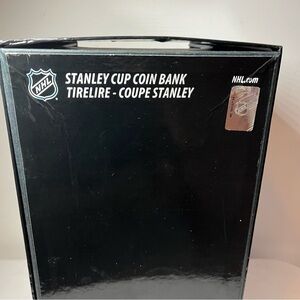 NHL
STANLEY CUP COIN BANK
TIRELIRE - COUPE STANLEY
NHL.com